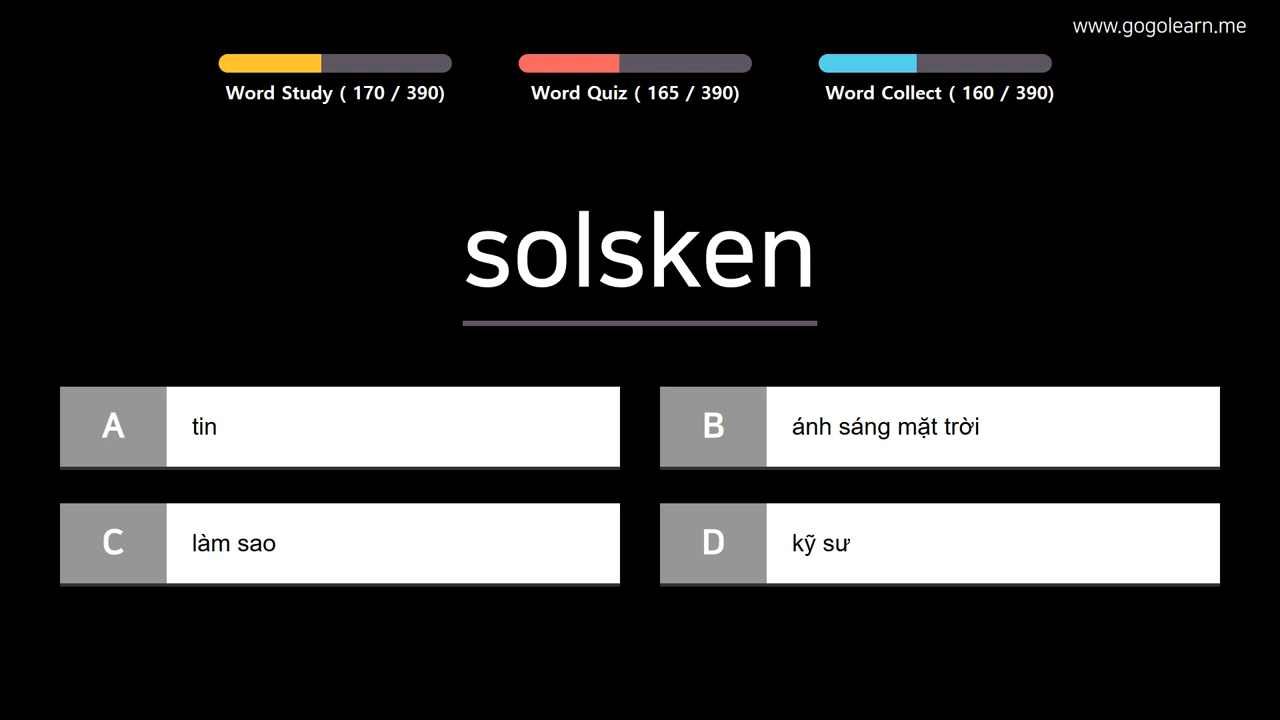 www.gogolearn.me
Word Study ( 170 / 390)
Word Quiz ( 165 / 390)
Word Collect ( 160 / 390)
solsken
A tin
B ánh sáng mặt trời
C làm sao
D kỹ sư